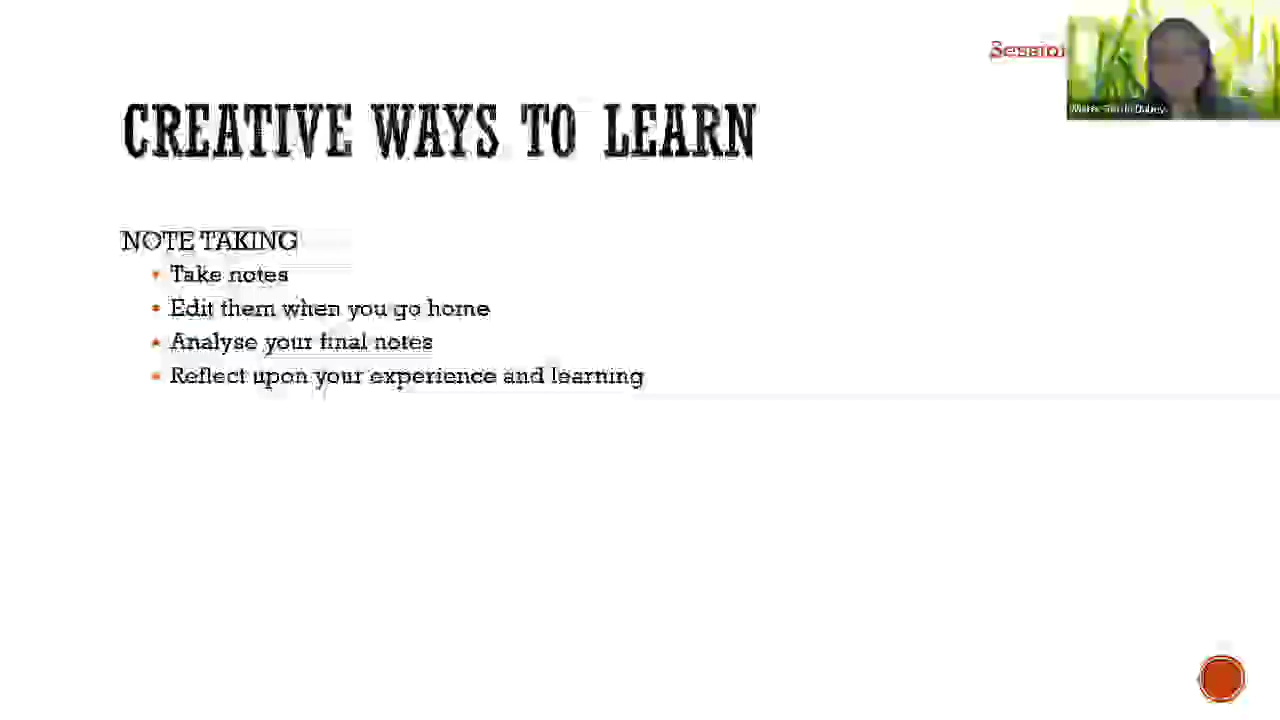 CREATIVE WAYS TO LEARN
NOTE TAKING
Take notes
Edit them when you go home
Analyse your final notes
Reflect upon your experience and learning